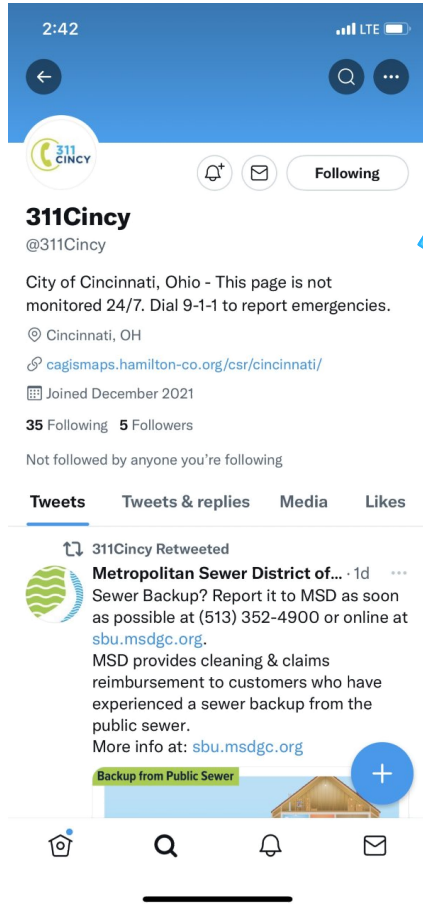 2:42
LTE
311
CINCY
Following
311Cincy
@311Cincy
City of Cincinnati, Ohio - This page is not
monitored 24/7. Dial 9-1-1 to report emergencies.
Cincinnati, OH
cagismaps.hamilton-co.org/csr/cincinnati/
Joined December 2021
35 Following 5 Followers
Not followed by anyone you're following
Tweets Tweets & replies Media Likes
311Cincy Retweeted
Metropolitan Sewer District of... · 1d
Sewer Backup? Report it to MSD as soon
as possible at (513) 352-4900 or online at
sbu.msdgc.org.
MSD provides cleaning & claims
reimbursement to customers who have
experienced a sewer backup from the
public sewer.
More info at: sbu.msdgc.org
Backup from Public Sewer